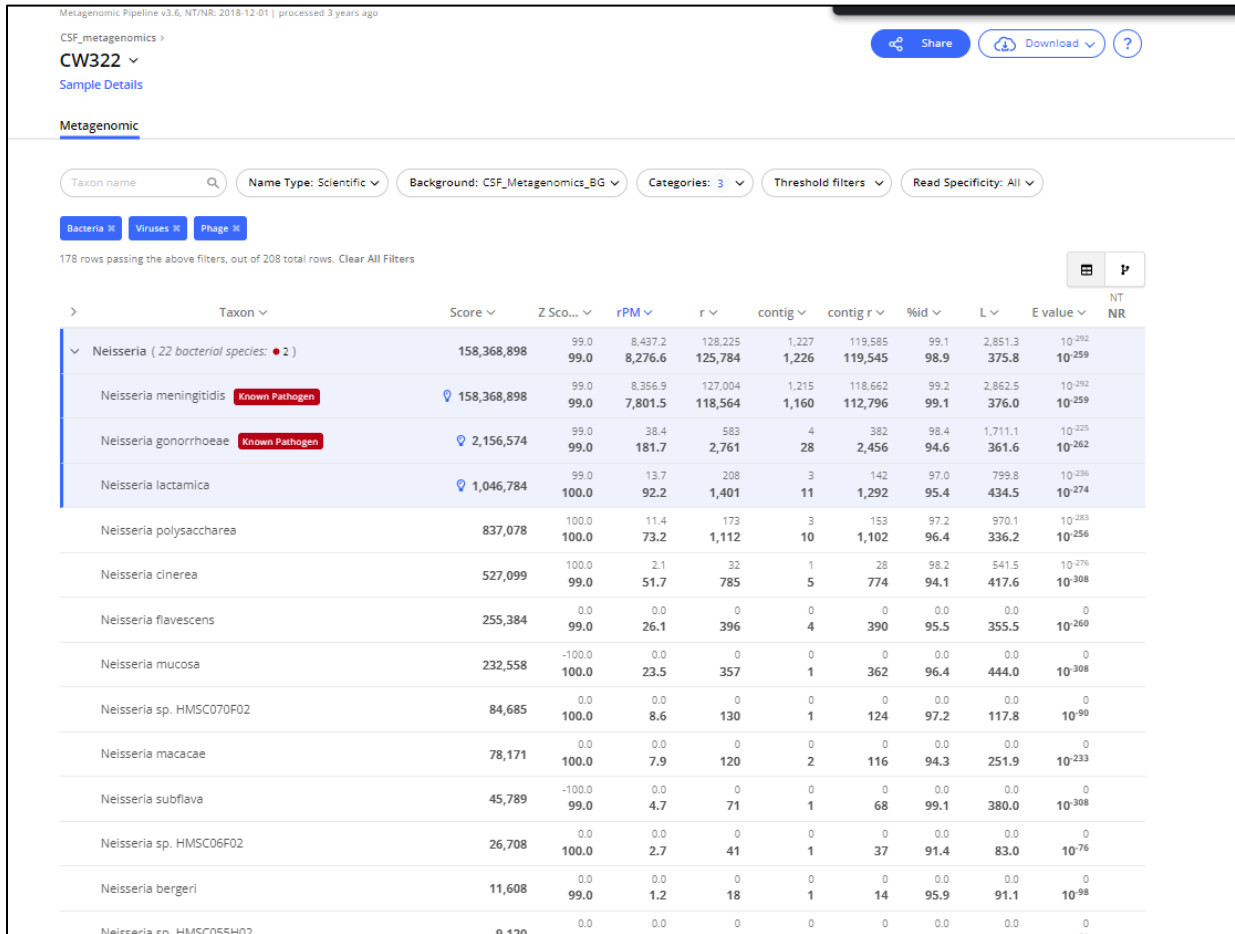 Metagenomic Pipeline v3.6, NT/NR: 2018-12-01 | processed 3 years ago
CSF_metagenomics >
CW322
Sample Details
Share
Download
?
Metagenomic
Taxon name
Name Type: Scientific
Background: CSF_Metagenomics_BG
Categories: 3
Threshold filters
Read Specificity: All
Bacteria
Viruses
Phage
178 rows passing the above filters, out of 208 total rows. Clear All Filters
Taxon Score Z Sco... rPM r contig contig r %id L E value NT NR
Neisseria ( 22 bacterial species: 2 ) 158,368,898
99.0 8,437.2 128,225 1,227 119,585 99.1 2,851.3 10-292
99.0 8,276.6 125,784 1,226 119,545 98.9 375.8 10-259
Neisseria meningitidis Known Pathogen 158,368,898
99.0 8,356.9 127,004 1,215 118,662 99.2 2,862.5 10-292
99.0 7,801.5 118,564 1,160 112,796 99.1 376.0 10-259
Neisseria gonorrhoeae Known Pathogen 2,156,574
99.0 38.4 583 4 382 98.4 1,711.1 10-225
99.0 181.7 2,761 28 2,456 94.6 361.6 10-262
Neisseria lactamica 1,046,784
99.0 13.7 208 3 142 97.0 799.8 10-236
100.0 92.2 1,401 11 1,292 95.4 434.5 10-274
Neisseria polysaccharea 837,078
100.0 11.4 173 3 153 97.2 970.1 10-283
100.0 73.2 1,112 10 1,102 96.4 336.2 10-256
Neisseria cinerea 527,099
100.0 2.1 32 1 28 98.2 541.5 10-276
99.0 51.7 785 5 774 94.1 417.6 10-308
Neisseria flavescens 255,384
0.0 0.0 0 0 0 0.0 0.0 0
99.0 26.1 396 4 390 95.5 355.5 10-260
Neisseria mucosa 232,558
-100.0 0.0 0 0 0 0.0 0.0 0
100.0 23.5 357 1 362 96.4 444.0 10-308
Neisseria sp. HMSC070F02 84,685
0.0 0.0 0 0 0 0.0 0.0 0
100.0 8.6 130 1 124 97.2 117.8 10-90
Neisseria macacae 78,171
0.0 0.0 0 0 0 0.0 0.0 0
100.0 7.9 120 2 116 94.3 251.9 10-233
Neisseria subflava 45,789
-100.0 0.0 0 0 0 0.0 0.0 0
99.0 4.7 71 1 68 99.1 380.0 10-308
Neisseria sp. HMSC06F02 26,708
0.0 0.0 0 0 0 0.0 0.0 0
100.0 2.7 41 1 37 91.4 83.0 10-76
Neisseria bergeri 11,608
0.0 0.0 0 0 0 0.0 0.0 0
99.0 1.2 18 1 14 95.9 91.1 10-98
Neisseria sp. HMSC055H02 9,120
0.0 0.0 0 0 0 0.0 0.0 0